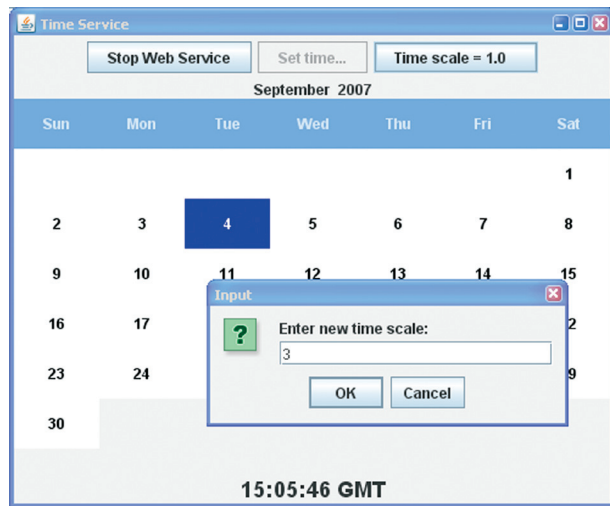 Time Service
Stop Web Service Set time... Time scale = 1.0
September 2007
Sun Mon Tue Wed Thu Fri Sat
1
2 3 4 5 6 7 8
9 10 11 12 13 14 15
Input
16 17 Enter new time scale: 2
3
23 24 9
OK Cancel
30
15:05:46 GMT